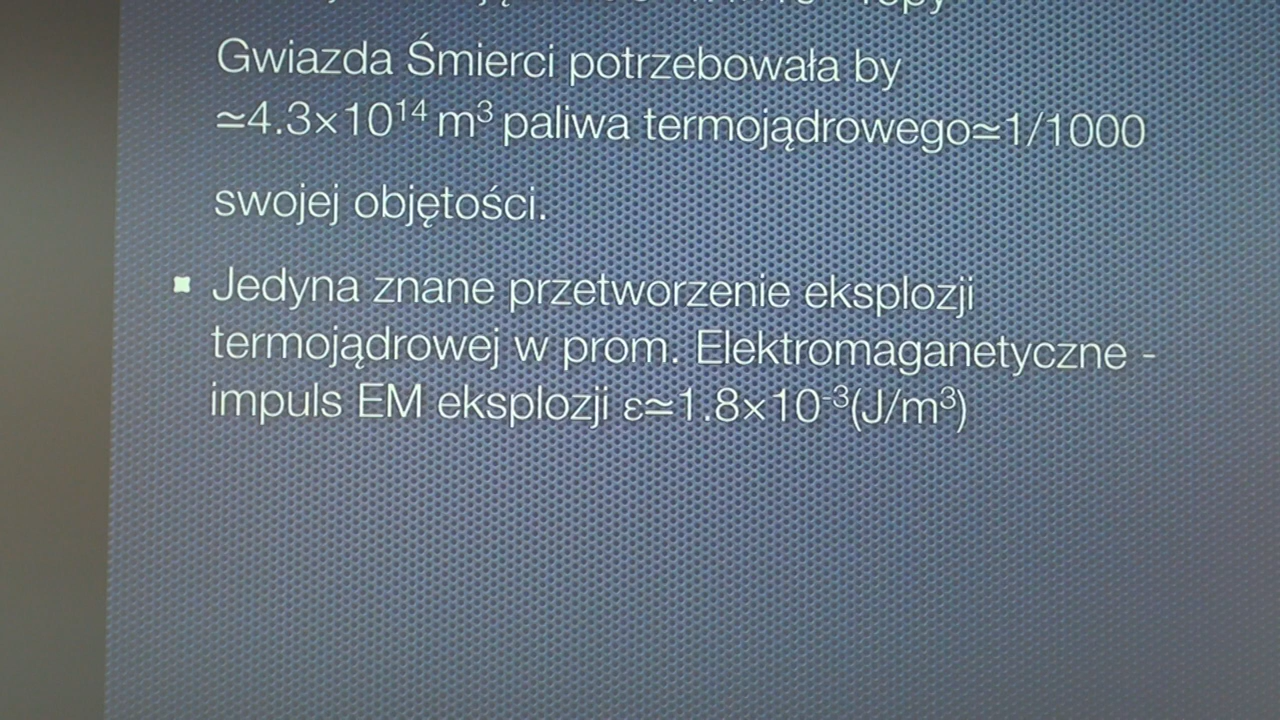 Gwiazda Śmierci potrzebowała by
≃4.3×10¹⁴ m³ paliwa termojądrowego≃1/1000
swojej objętości.
▪ Jedyna znane przetworzenie eksplozji
termojądrowej w prom. Elektromaganetyczne -
impuls EM eksplozji ε≃1.8×10⁻³(J/m³)